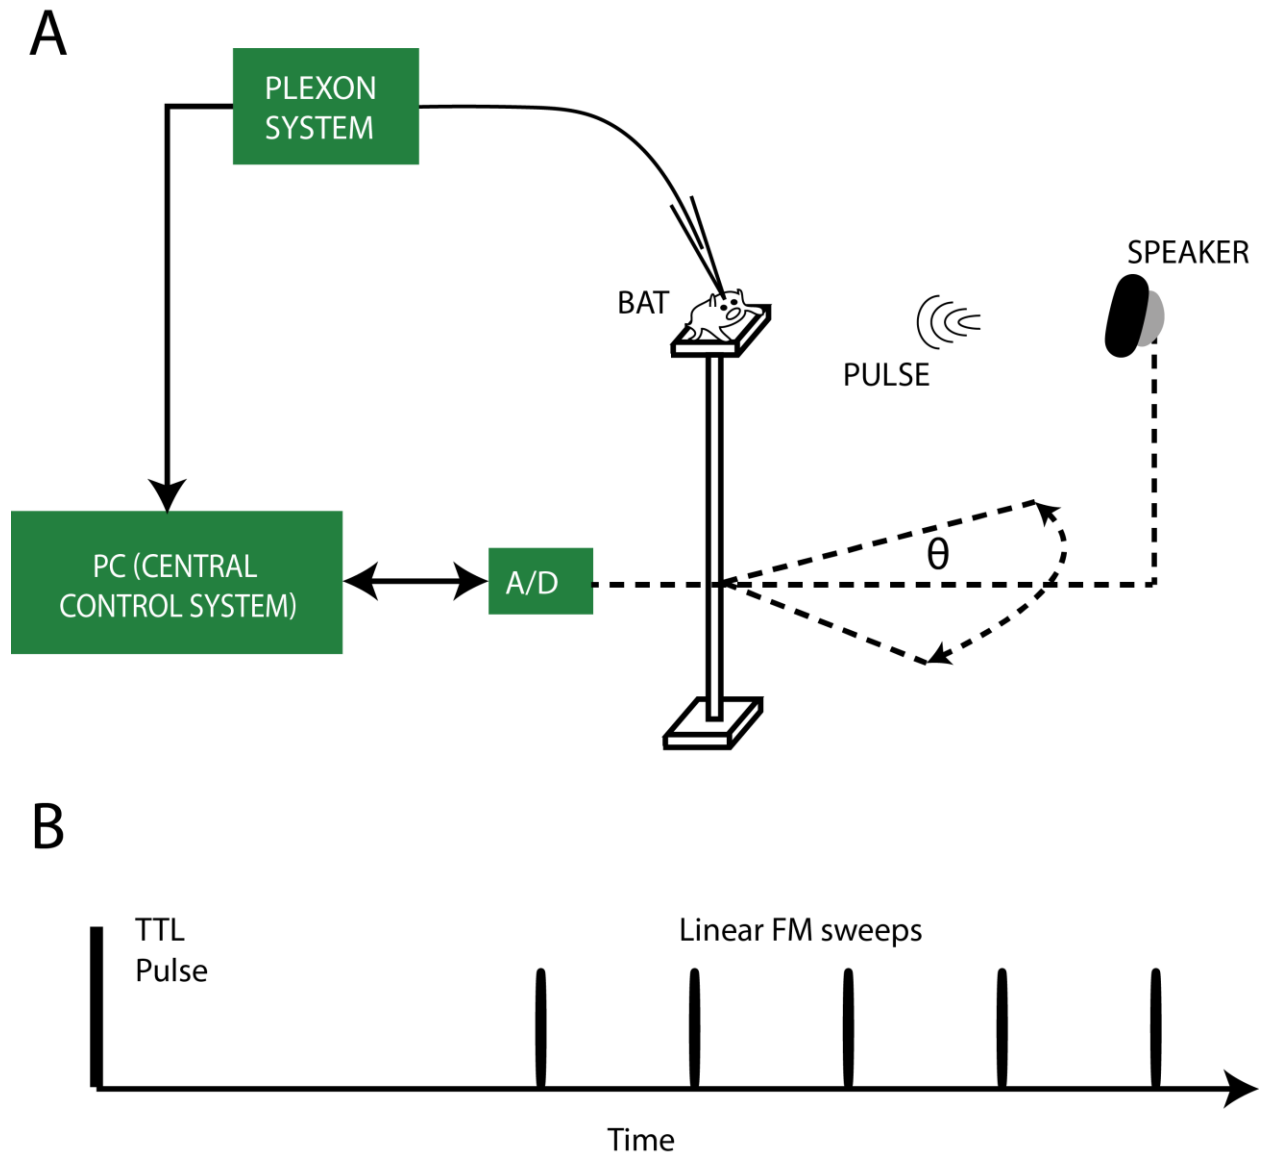 A
PLEXON
SYSTEM
SPEAKER
BAT
PULSE
θ
PC (CENTRAL
CONTROL SYSTEM)
A/D
B
TTL
Pulse
Linear FM sweeps
Time